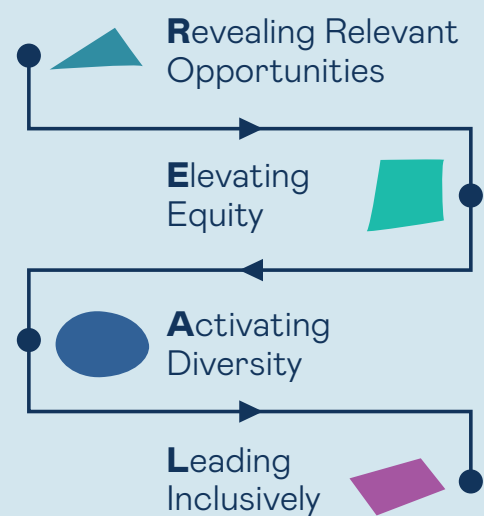 Revealing Relevant
Opportunities
Elevating
Equity
Activating
Diversity
Leading
Inclusively